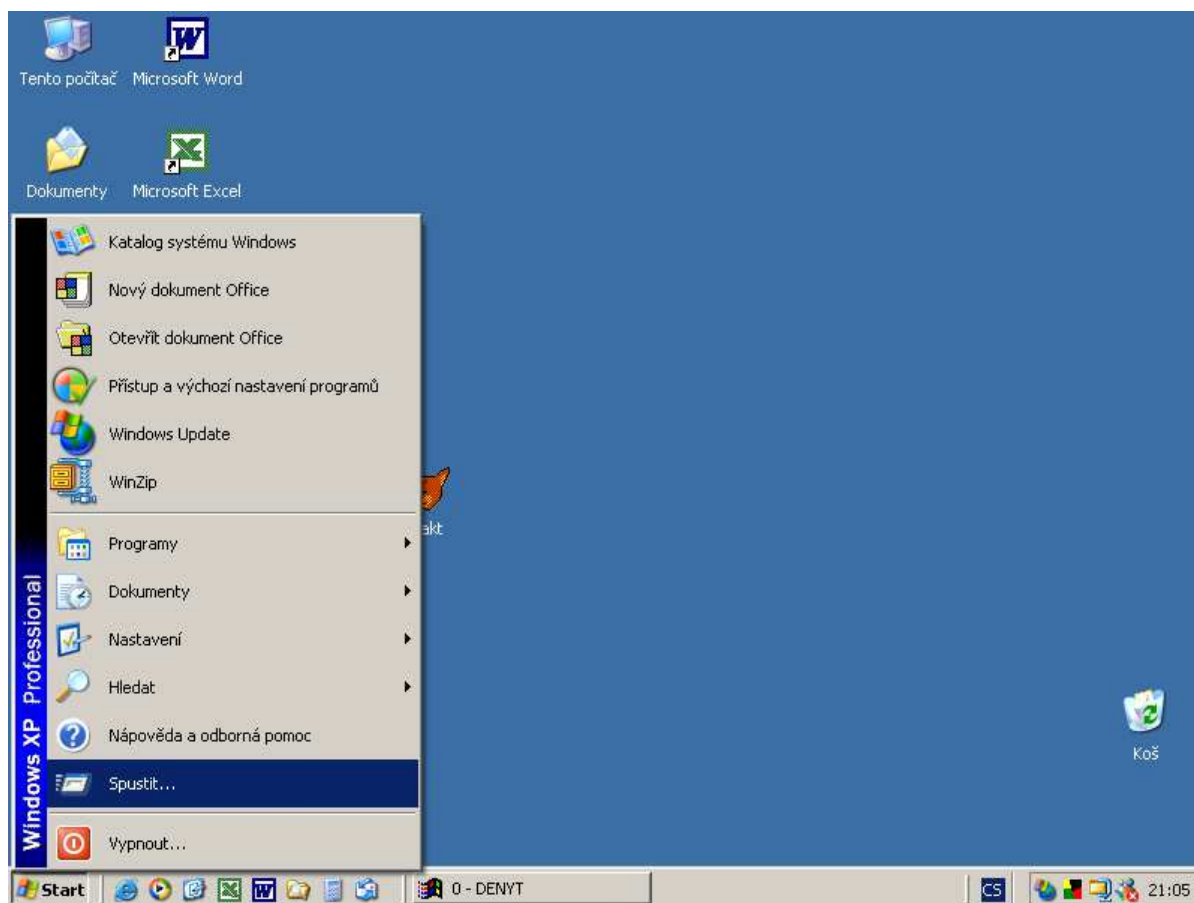 Tento počítač
Microsoft Word
Dokumenty
Microsoft Excel
Katalog systému Windows
Nový dokument Office
Otevřít dokument Office
Přístup a výchozí nastavení programů
Windows Update
WinZip
Programy
Dokumenty
Nastavení
Hledat
Nápověda a odborná pomoc
Spustit...
Vypnout...
Windows XP Professional
akt
Koš
Start
0 - DENYT
CS
21:05